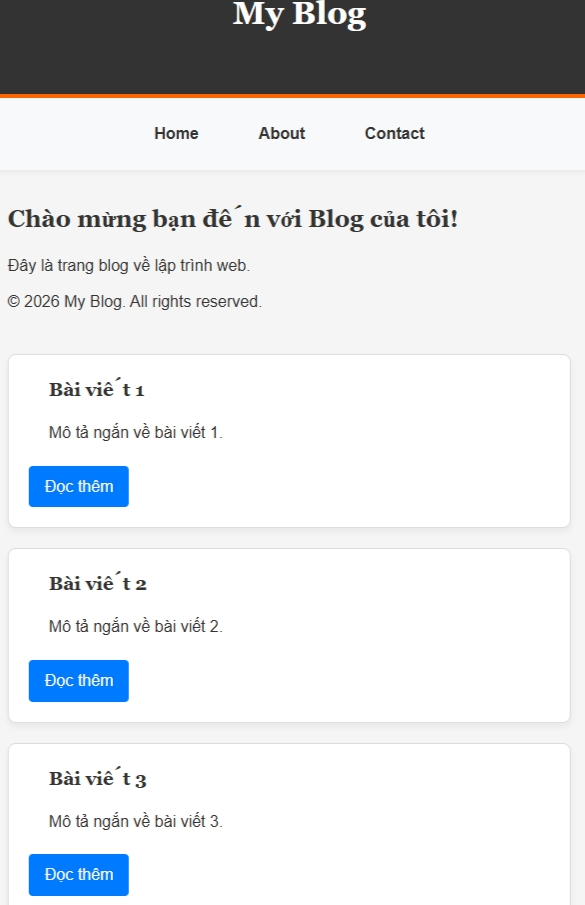 My Blog
Home About Contact
Chào mừng bạn đến với Blog của tôi!
Đây là trang blog về lập trình web.
© 2026 My Blog. All rights reserved.
Bài viết 1
Mô tả ngắn về bài viết 1.
Đọc thêm
Bài viết 2
Mô tả ngắn về bài viết 2.
Đọc thêm
Bài viết 3
Mô tả ngắn về bài viết 3.
Đọc thêm